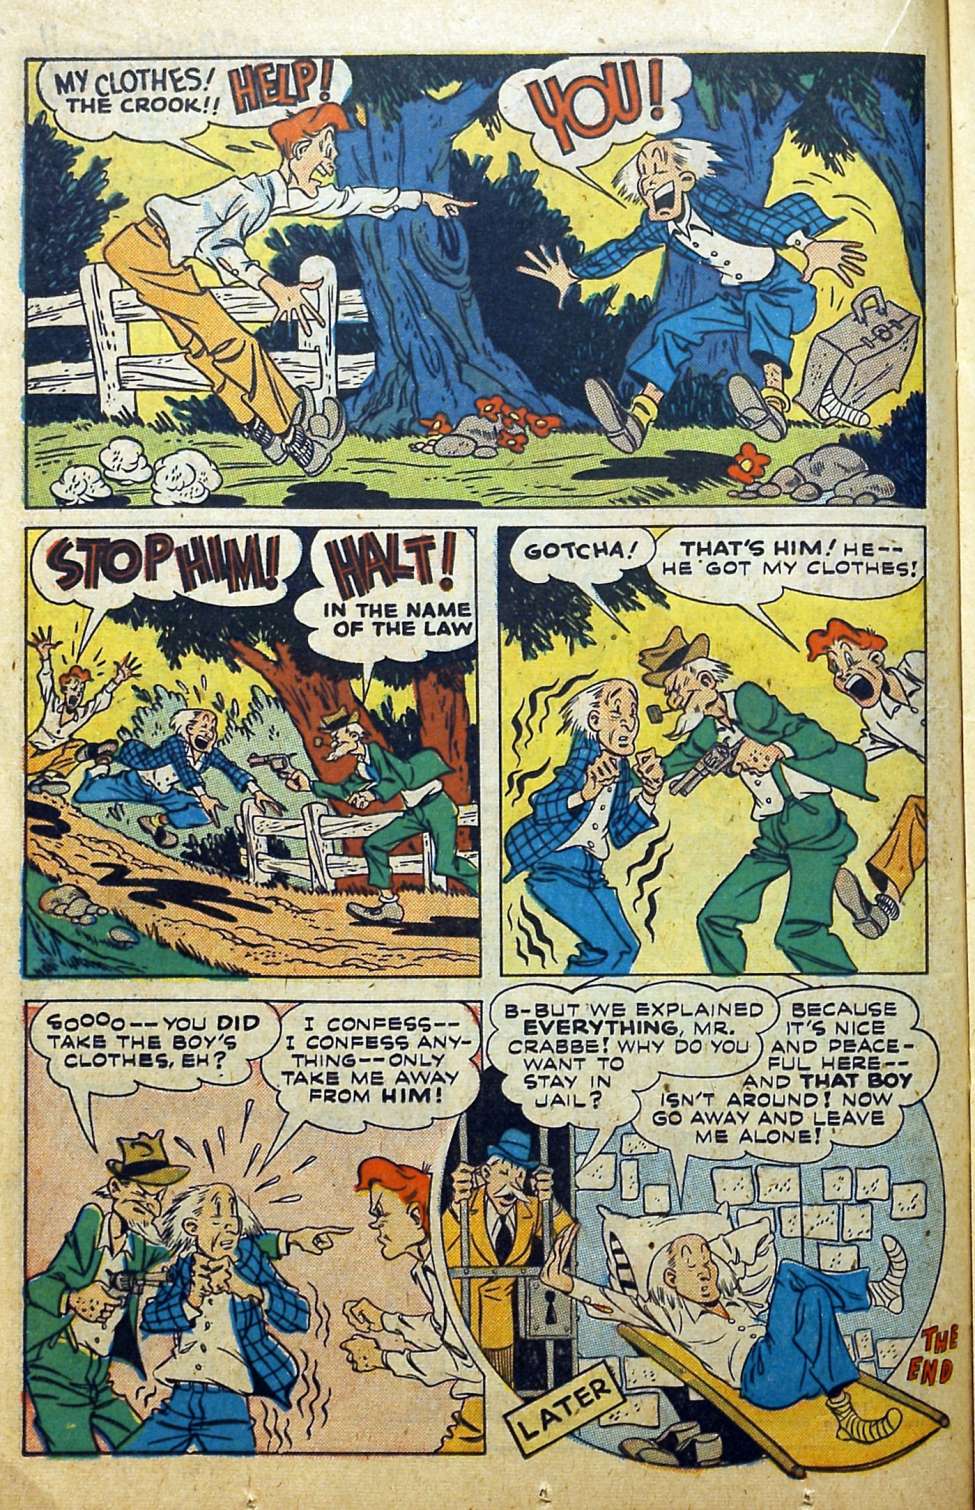 MY CLOTHES! HELP!
THE CROOK!!
YOU!
STOP HIM!
HALT!
IN THE NAME
OF THE LAW
GOTCHA!
THAT'S HIM! HE--
HE GOT MY CLOTHES!
SOOOO--YOU DID
TAKE THE BOY'S
CLOTHES, EH?
I CONFESS--
I CONFESS ANY-
THING--ONLY
TAKE ME AWAY
FROM HIM!
B-BUT WE EXPLAINED
EVERYTHING, MR.
CRABBE! WHY DO YOU
WANT TO
STAY IN
JAIL?
BECAUSE
IT'S NICE
AND PEACE-
FUL HERE--
AND THAT BOY
ISN'T AROUND! NOW
GO AWAY AND LEAVE
ME ALONE!
LATER
THE
END